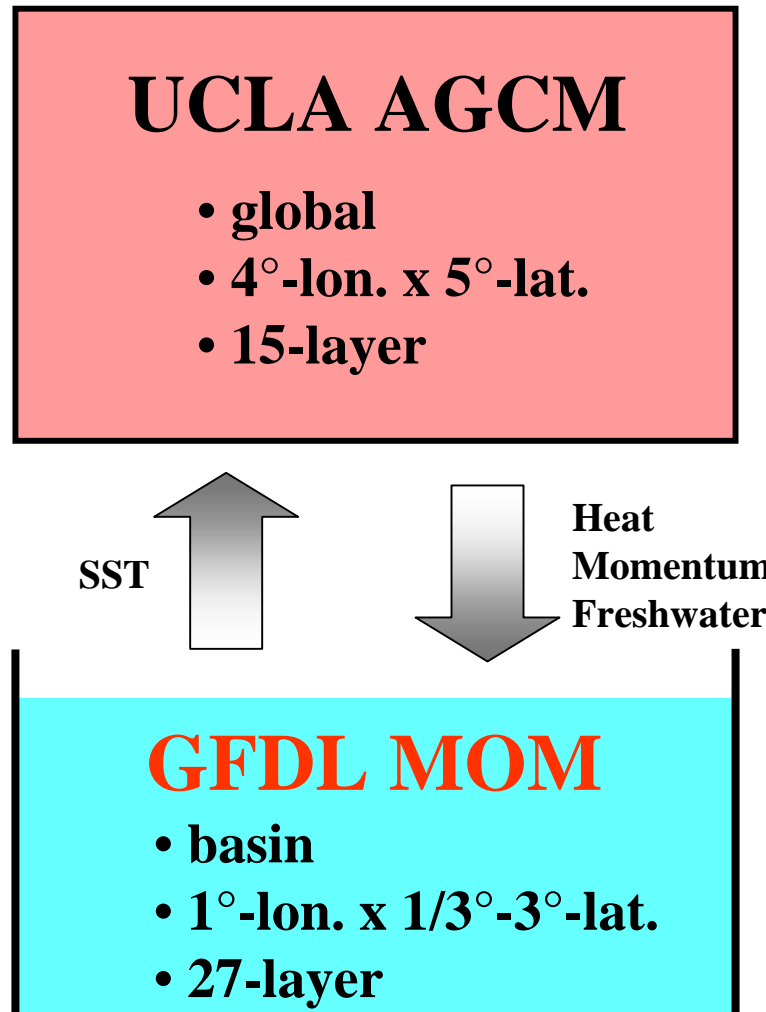 UCLA AGCM
• global
• 4°-lon. x 5°-lat.
• 15-layer
SST
Heat
Momentum
Freshwater
GFDL MOM
• basin
• 1°-lon. x 1/3°-3°-lat.
• 27-layer